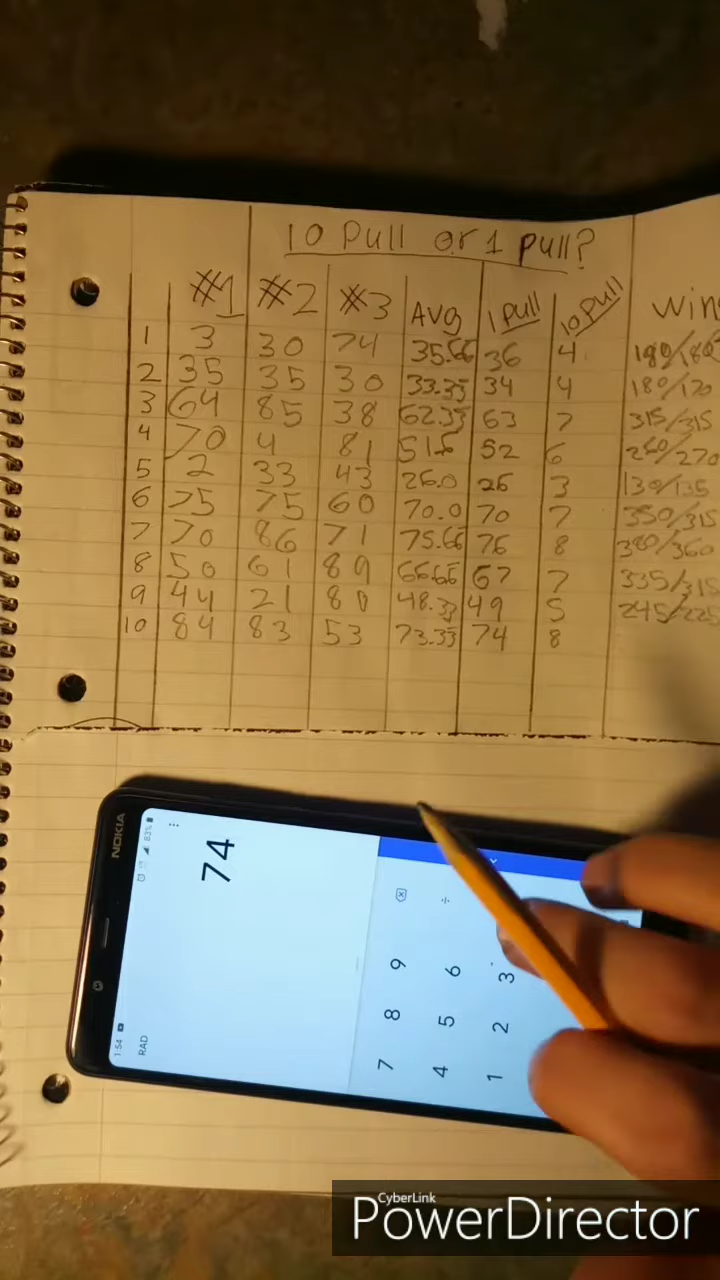 10 Pull or 1 pull?
#1 #2 #3 Avg 1 pull 10 pull Win
1 3 30 74 35.66 36 4 180/180
2 35 35 30 33.33 34 4 180/170
3 64 85 38 62.33 63 7 315/315
4 70 4 81 51.6 52 6 260/270
5 2 33 43 26.0 26 3 130/135
6 75 75 60 70.0 70 7 350/315
7 70 86 71 75.66 76 8 380/360
8 50 61 89 66.66 67 7 335/315
9 44 21 80 48.33 49 5 245/225
10 84 83 53 73.33 74 8
NOKIA
83%
1:54
RAD
74
7 8 9 ÷
4 5 6
1 2 3
CyberLink
PowerDirector